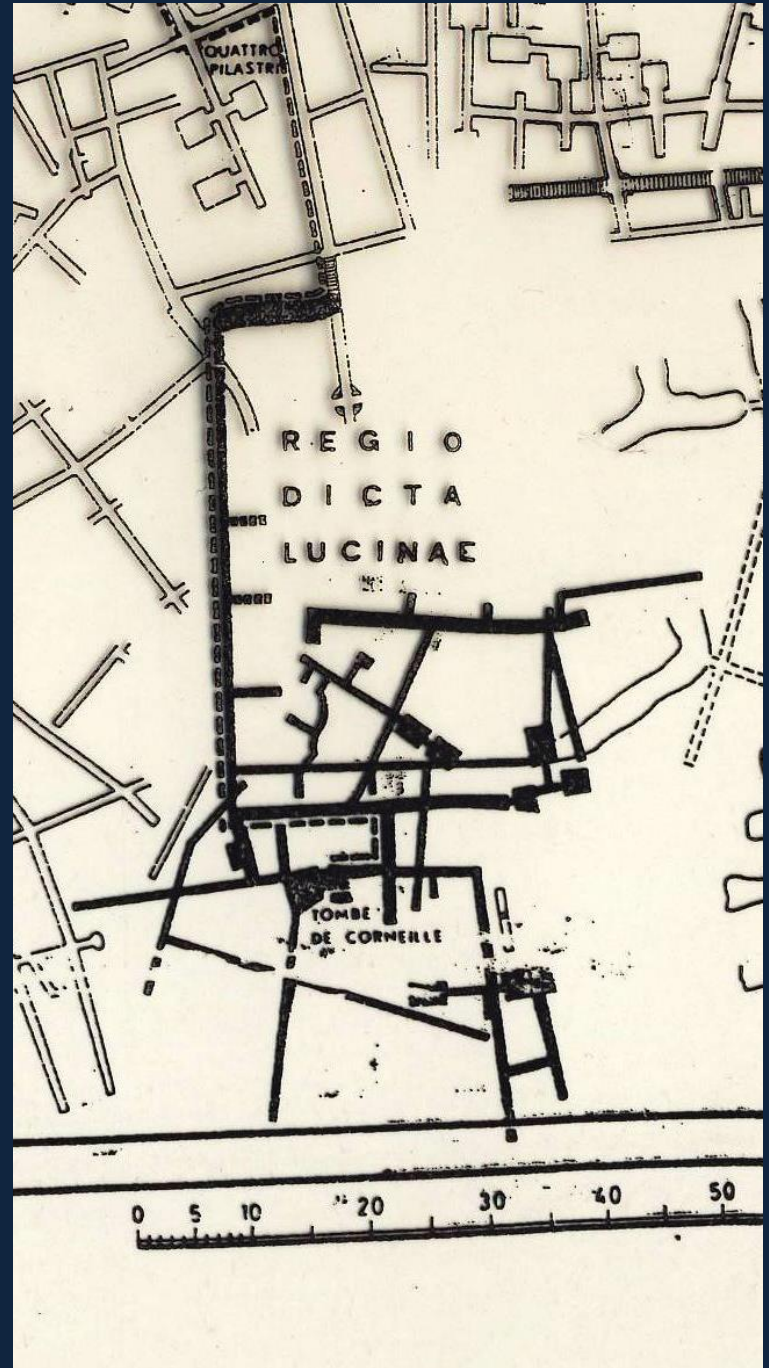 QUATTRO
PILASTRI
REGIO
DICTA
LUCINAE
TOMBE
DE CORNEILLE
0 5 10 20 30 40 50